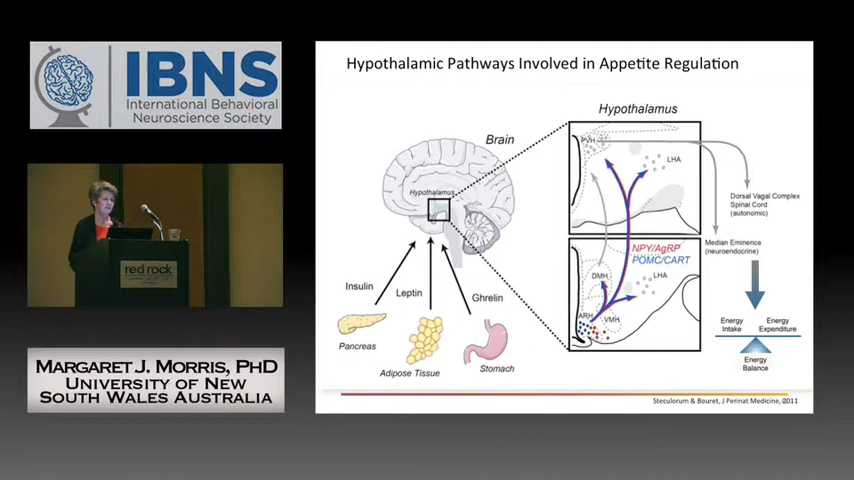 IBNS
International Behavioral
Neuroscience Society
red rock
MARGARET J. MORRIS, PHD
UNIVERSITY OF NEW
SOUTH WALES AUSTRALIA
Hypothalamic Pathways Involved in Appetite Regulation
Brain
Hypothalamus
Insulin
Leptin
Ghrelin
Pancreas
Adipose Tissue
Stomach
Hypothalamus
PVH
LHA
NPY/AgRP
POMC/CART
DMH
LHA
ARH
VMH
Dorsal Vagal Complex
Spinal Cord
(autonomic)
Median Eminence
(neuroendocrine)
Energy
Intake
Energy
Expenditure
Energy
Balance
Steculorum & Bouret, J Perinat Medicine, 2011